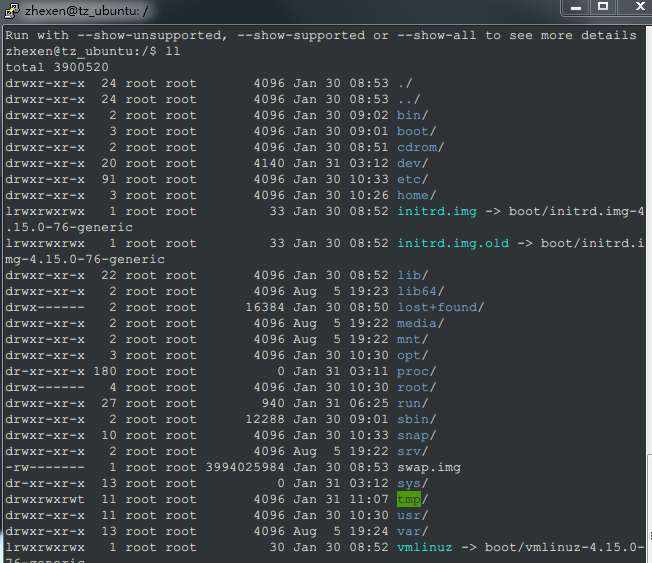 zhexen@tz_ubuntu: /
Run with --show-unsupported, --show-supported or --show-all to see more details
zhexen@tz_ubuntu:/$ ll
total 3900520
drwxr-xr-x  24 root root       4096 Jan 30 08:53 ./
drwxr-xr-x  24 root root       4096 Jan 30 08:53 ../
drwxr-xr-x   2 root root       4096 Jan 30 09:02 bin/
drwxr-xr-x   3 root root       4096 Jan 30 09:01 boot/
drwxr-xr-x   2 root root       4096 Jan 30 08:51 cdrom/
drwxr-xr-x  20 root root       4140 Jan 31 03:12 dev/
drwxr-xr-x  91 root root       4096 Jan 30 10:33 etc/
drwxr-xr-x   3 root root       4096 Jan 30 10:26 home/
lrwxrwxrwx   1 root root         33 Jan 30 08:52 initrd.img -> boot/initrd.img-4
.15.0-76-generic
lrwxrwxrwx   1 root root         33 Jan 30 08:52 initrd.img.old -> boot/initrd.i
mg-4.15.0-76-generic
drwxr-xr-x  22 root root       4096 Jan 30 08:52 lib/
drwxr-xr-x   2 root root       4096 Aug  5 19:23 lib64/
drwx------   2 root root      16384 Jan 30 08:50 lost+found/
drwxr-xr-x   2 root root       4096 Aug  5 19:22 media/
drwxr-xr-x   2 root root       4096 Aug  5 19:22 mnt/
drwxr-xr-x   3 root root       4096 Jan 30 10:30 opt/
dr-xr-xr-x 180 root root          0 Jan 31 03:11 proc/
drwx------   4 root root       4096 Jan 30 10:30 root/
drwxr-xr-x  27 root root        940 Jan 31 06:25 run/
drwxr-xr-x   2 root root      12288 Jan 30 09:01 sbin/
drwxr-xr-x  10 root root       4096 Jan 30 10:33 snap/
drwxr-xr-x   2 root root       4096 Aug  5 19:22 srv/
-rw-------   1 root root 3994025984 Jan 30 08:53 swap.img
dr-xr-xr-x  13 root root          0 Jan 31 03:12 sys/
drwxrwxrwt  11 root root       4096 Jan 31 11:07 tmp/
drwxr-xr-x  11 root root       4096 Jan 30 10:30 usr/
drwxr-xr-x  13 root root       4096 Aug  5 19:24 var/
lrwxrwxrwx   1 root root         30 Jan 30 08:52 vmlinuz -> boot/vmlinuz-4.15.0-
76-generic